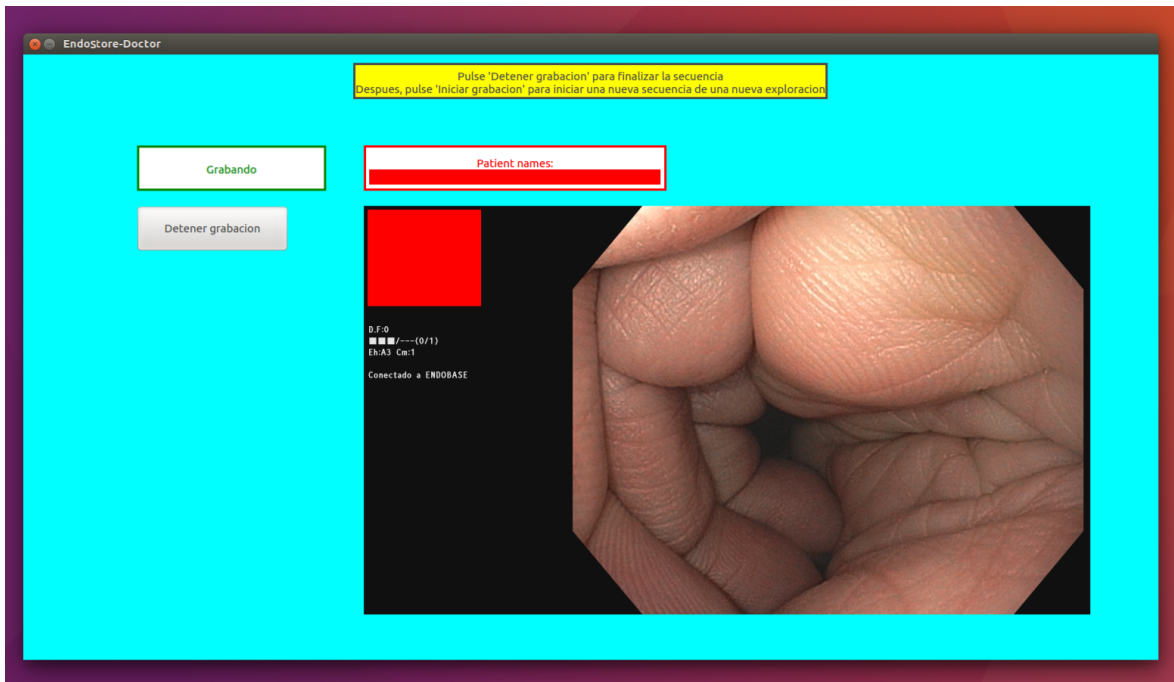 EndoStore-Doctor
Pulse 'Detener grabacion' para finalizar la secuencia
Despues, pulse 'Iniciar grabacion' para iniciar una nueva secuencia de una nueva exploracion
Grabando
Patient names:
Detener grabacion
D.F:0
■■■/---(0/1)
Eh:A3 Cm:1
Conectado a ENDOBASE